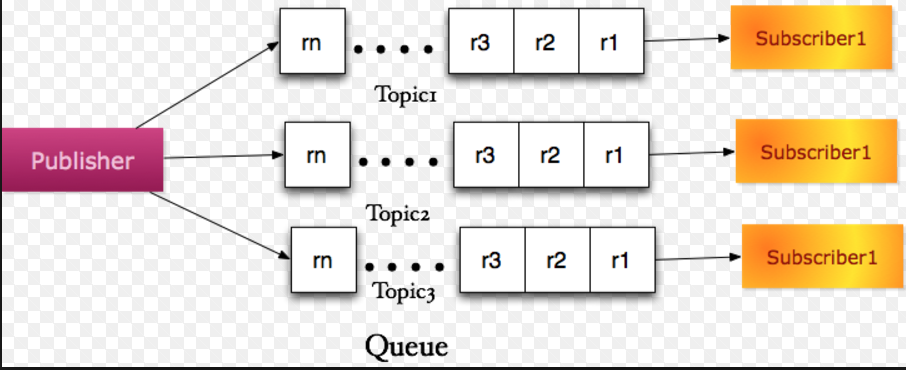 rn r3 r2 r1 Subscriber1
Topic1
Publisher
rn r3 r2 r1 Subscriber1
Topic2
rn r3 r2 r1 Subscriber1
Topic3
Queue